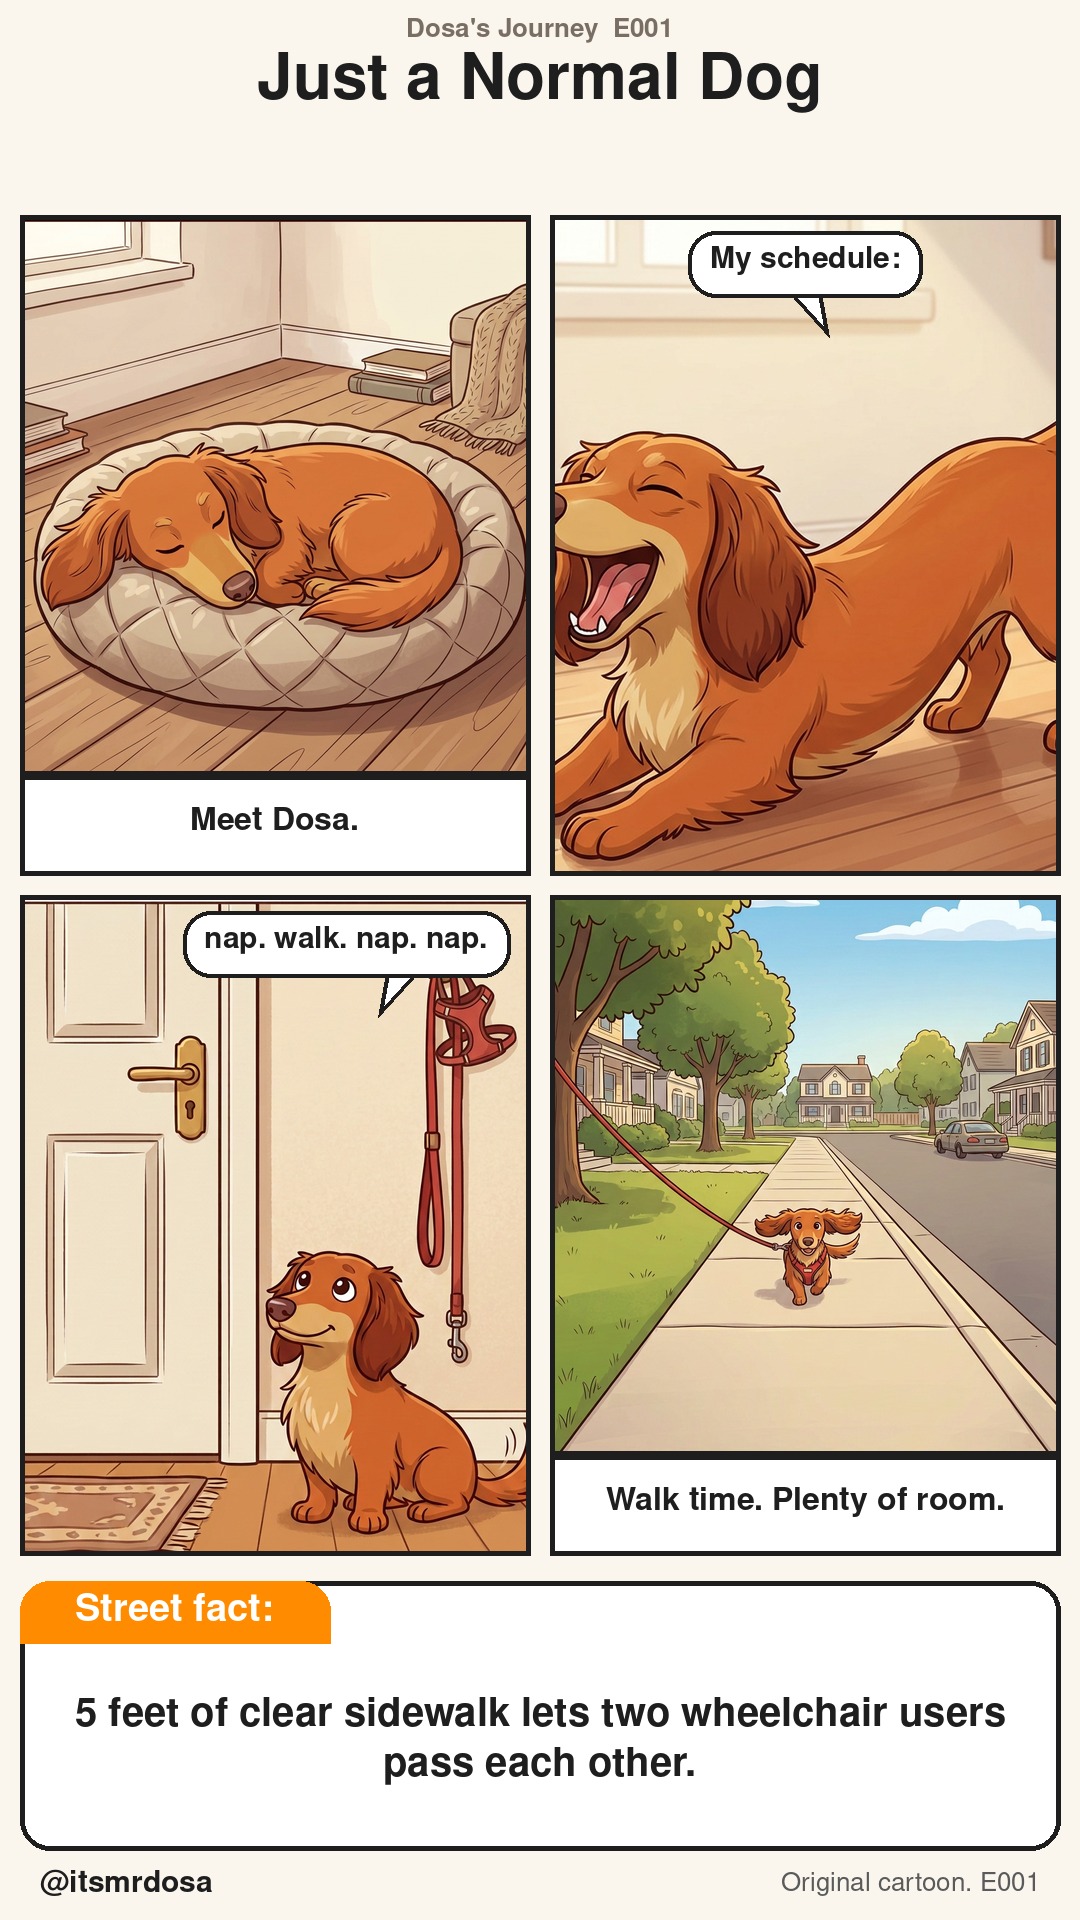 Dosa's Journey  E001
Just a Normal Dog
Meet Dosa.
My schedule:
nap. walk. nap. nap.
Walk time. Plenty of room.
Street fact:
5 feet of clear sidewalk lets two wheelchair users
pass each other.
@itsmrdosa
Original cartoon. E001